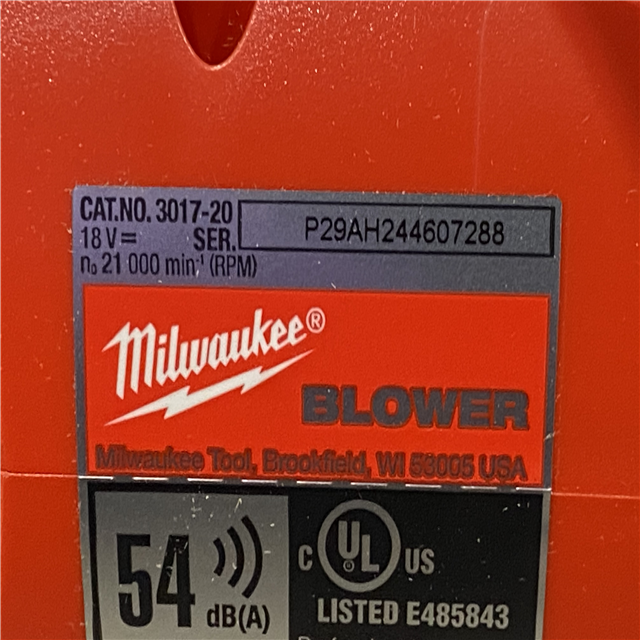 CAT.NO. 3017-20
18 V⎓ SER. P29AH244607288
n₀ 21 000 min⁻¹ (RPM)
Milwaukee®
BLOWER
Milwaukee Tool, Brookfield, WI 53005 USA
54 dB(A)
C UL US
LISTED E485843